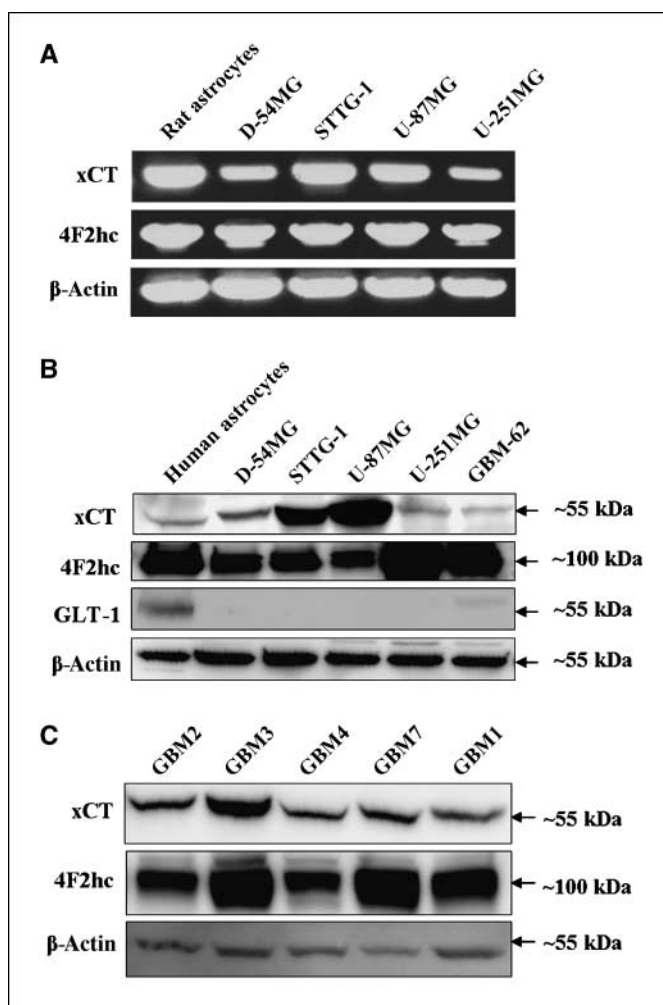 A
Rat astrocytes
D-54MG
STTG-1
U-87MG
U-251MG
xCT
4F2hc
β-Actin
B
Human astrocytes
D-54MG
STTG-1
U-87MG
U-251MG
GBM-62
xCT
~55 kDa
4F2hc
~100 kDa
GLT-1
~55 kDa
β-Actin
~55 kDa
C
GBM2
GBM3
GBM4
GBM7
GBM1
xCT
~55 kDa
4F2hc
~100 kDa
β-Actin
~55 kDa